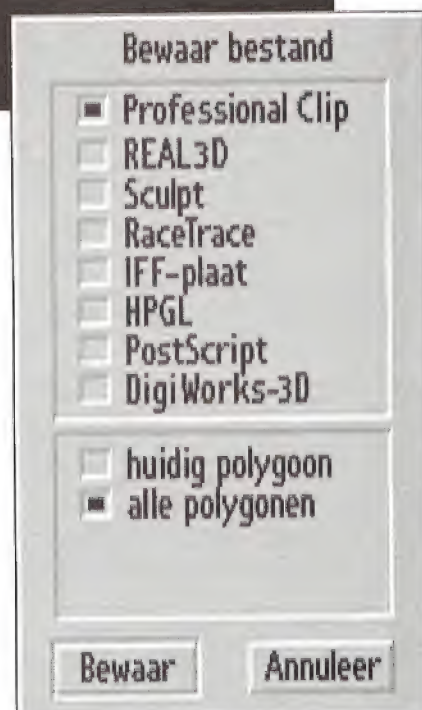 Bewaar bestand
Professional Clip
REAL3D
Sculpt
RaceTrace
IFF-plaat
HPGL
PostScript
DigiWorks-3D
huidig polygoon
alle polygonen
Bewaar Annuleer